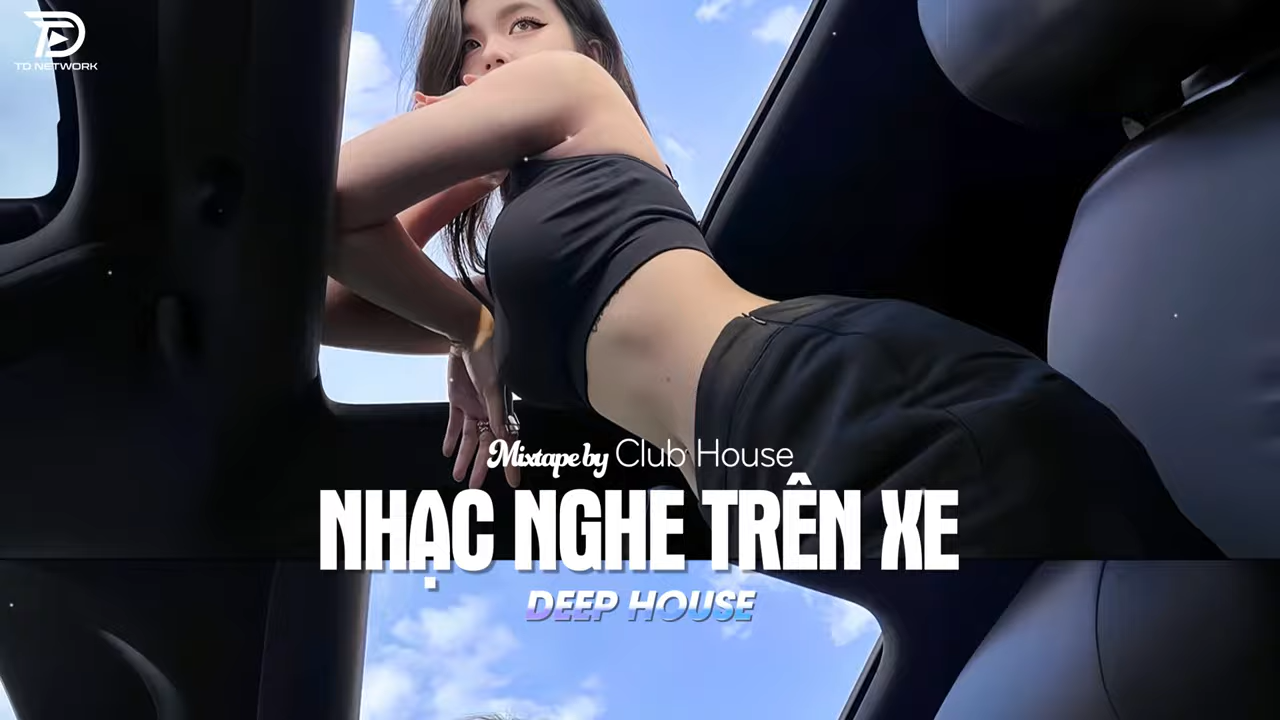 TD NETWORK
Mixtape by Club House
NHẠC NGHE TRÊN XE
DEEP HOUSE